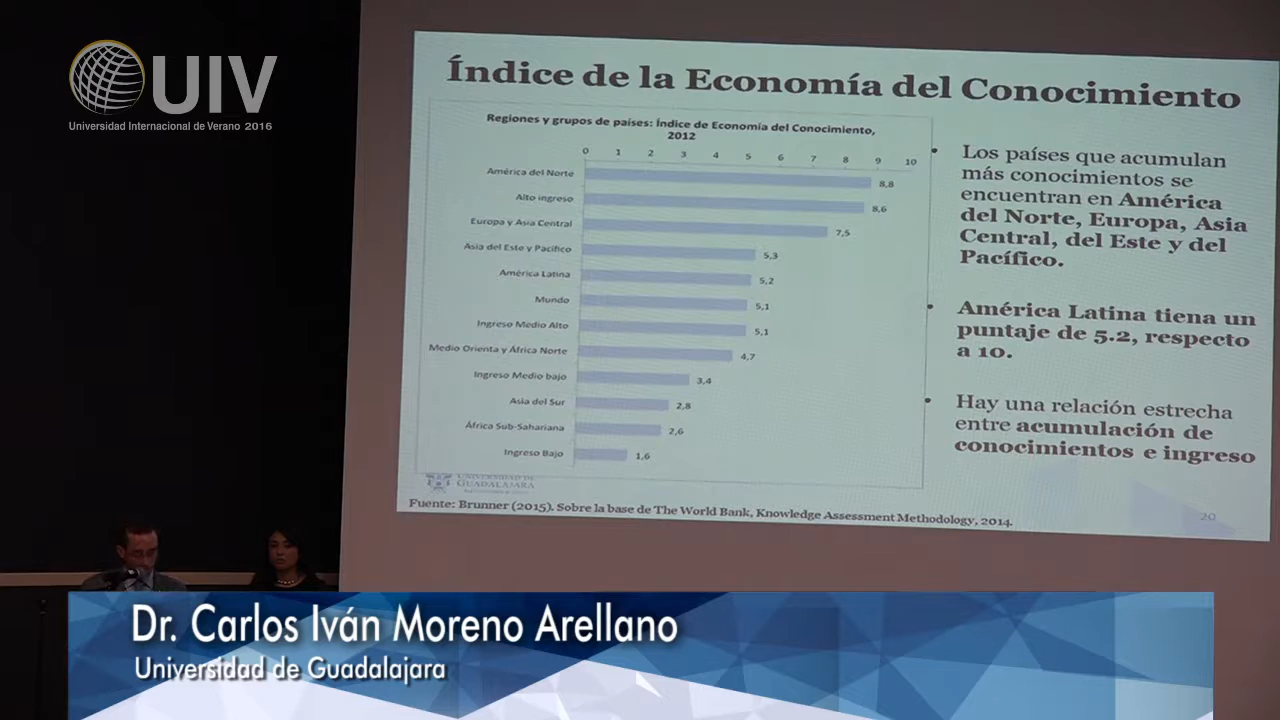 UIV
Universidad Internacional de Verano 2016
Índice de la Economía del Conocimiento
Regiones y grupos de países: Índice de Economía del Conocimiento,
2012
0 1 2 3 4 5 6 7 8 9 10
América del Norte 8,8
Alto ingreso 8,6
Europa y Asia Central 7,5
Asia del Este y Pacífico 5,3
América Latina 5,2
Mundo 5,1
Ingreso Medio Alto 5,1
Medio Orienta y África Norte 4,7
Ingreso Medio bajo 3,4
Asia del Sur 2,8
África Sub-Sahariana 2,6
Ingreso Bajo 1,6
• Los países que acumulan
más conocimientos se
encuentran en América
del Norte, Europa, Asia
Central, del Este y del
Pacífico.
• América Latina tiene un
puntaje de 5.2, respecto
a 10.
• Hay una relación estrecha
entre acumulación de
conocimientos e ingreso
UNIVERSIDAD DE
GUADALAJARA
Fuente: Brunner (2015). Sobre la base de The World Bank, Knowledge Assessment Methodology, 2014.
20
Dr. Carlos Iván Moreno Arellano
Universidad de Guadalajara